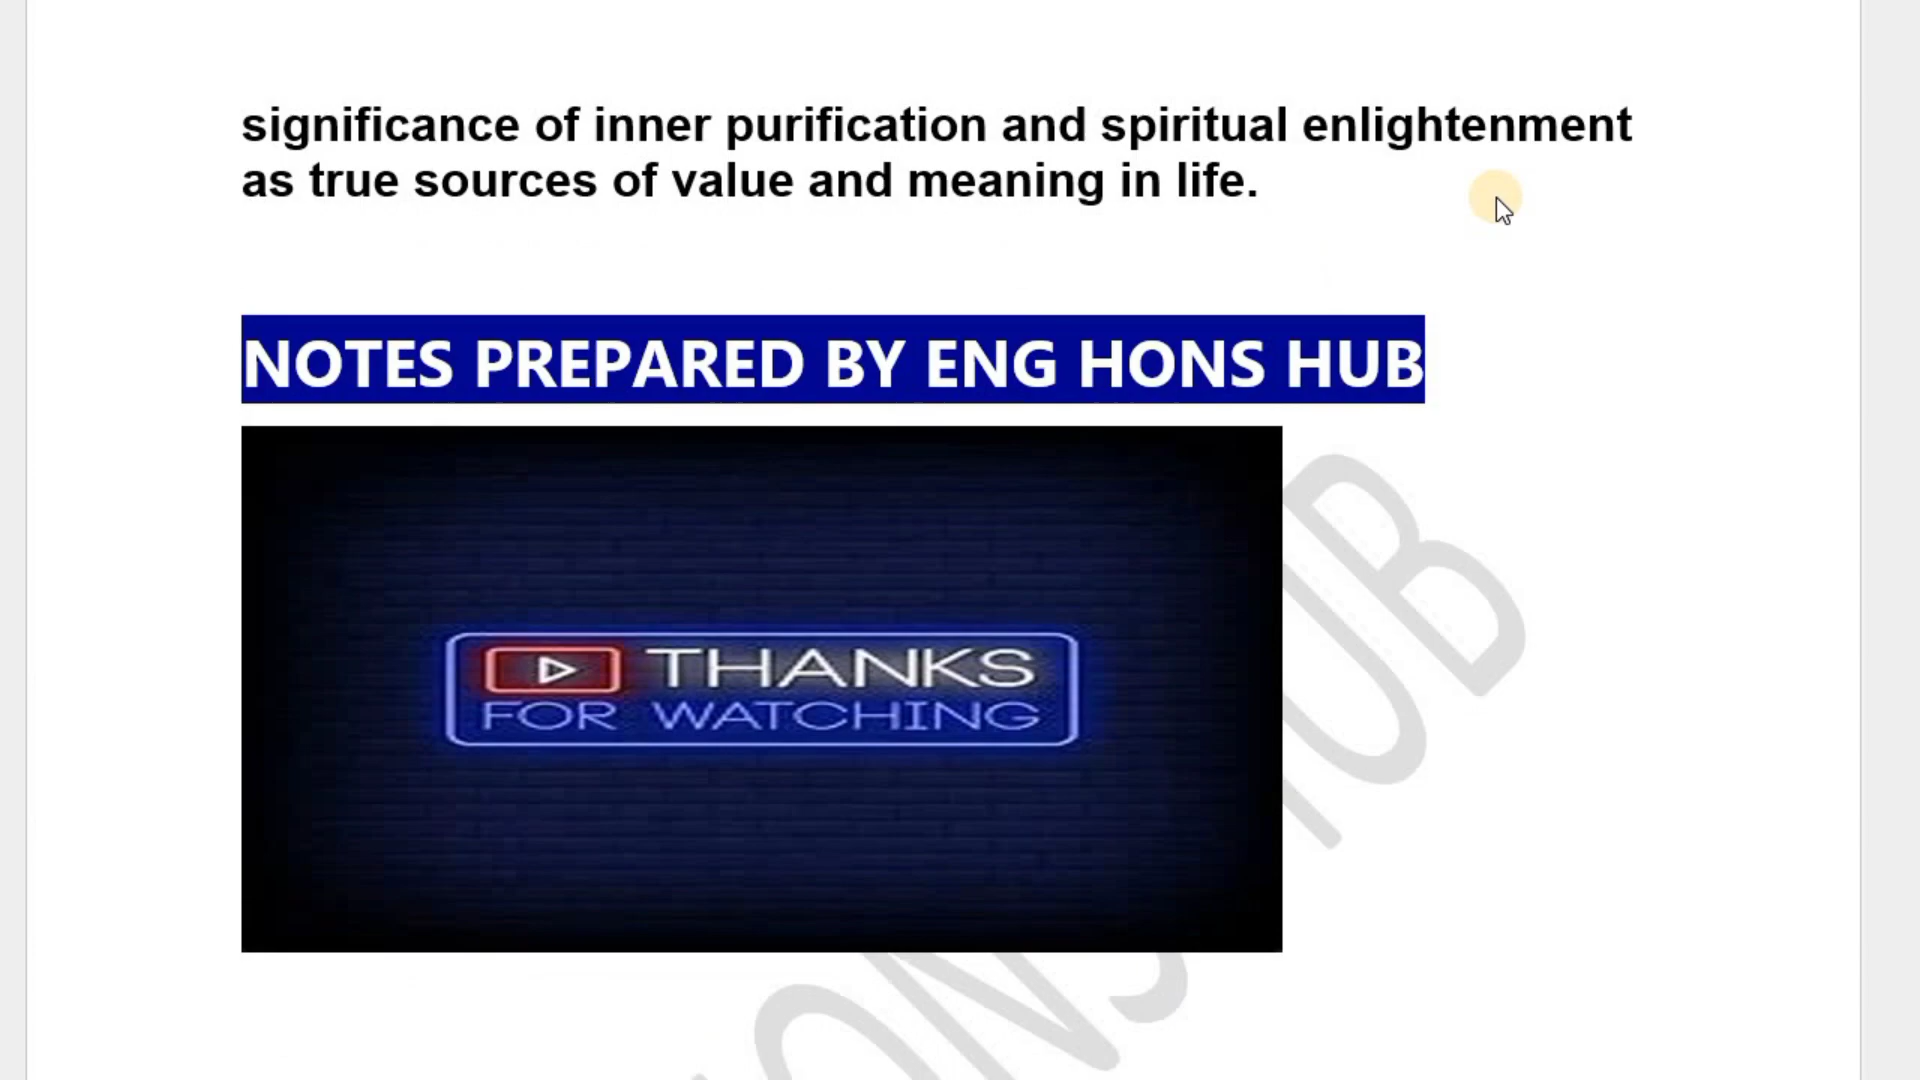 significance of inner purification and spiritual enlightenment
as true sources of value and meaning in life.
NOTES PREPARED BY ENG HONS HUB
THANKS
FOR WATCHING